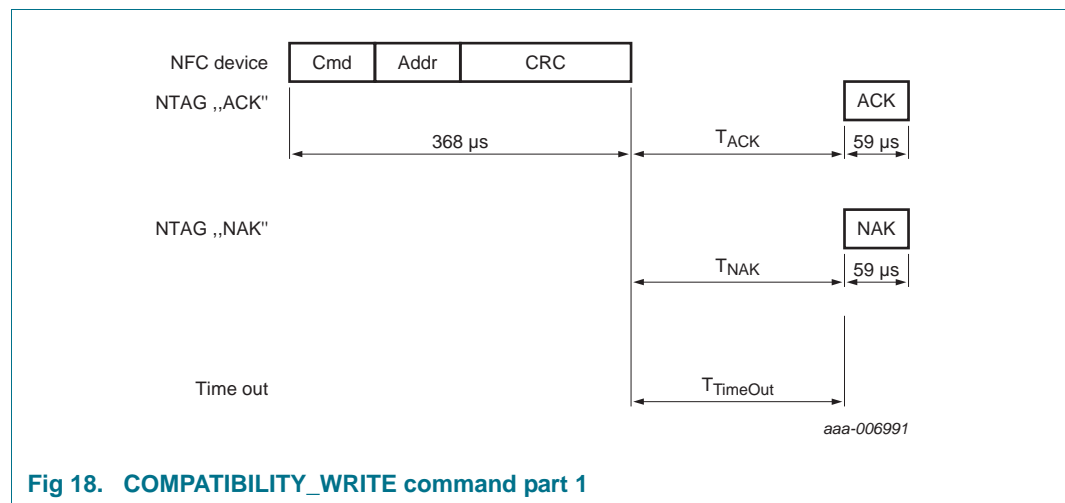 NFC device Cmd Addr CRC
NTAG ,,ACK" ACK
368 µs TACK 59 µs
NTAG ,,NAK" NAK
TNAK 59 µs
Time out TTimeOut
aaa-006991
Fig 18. COMPATIBILITY_WRITE command part 1